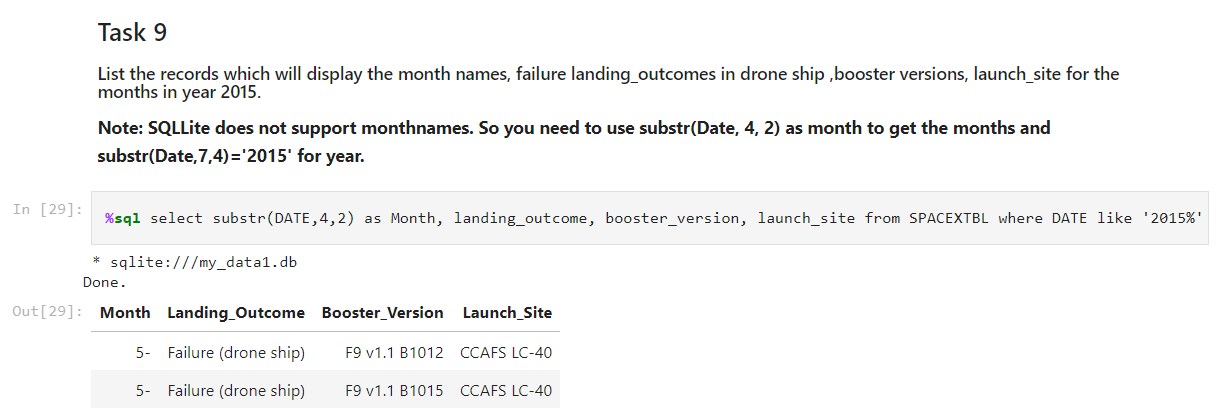 Task 9
List the records which will display the month names, failure landing_outcomes in drone ship ,booster versions, launch_site for the
months in year 2015.
Note: SQLLite does not support monthnames. So you need to use substr(Date, 4, 2) as month to get the months and
substr(Date,7,4)='2015' for year.
In [29]: %sql select substr(DATE,4,2) as Month, landing_outcome, booster_version, launch_site from SPACEXTBL where DATE like '2015%'
* sqlite:///my_data1.db
Done.
Out[29]: Month Landing_Outcome Booster_Version Launch_Site
5- Failure (drone ship) F9 v1.1 B1012 CCAFS LC-40
5- Failure (drone ship) F9 v1.1 B1015 CCAFS LC-40